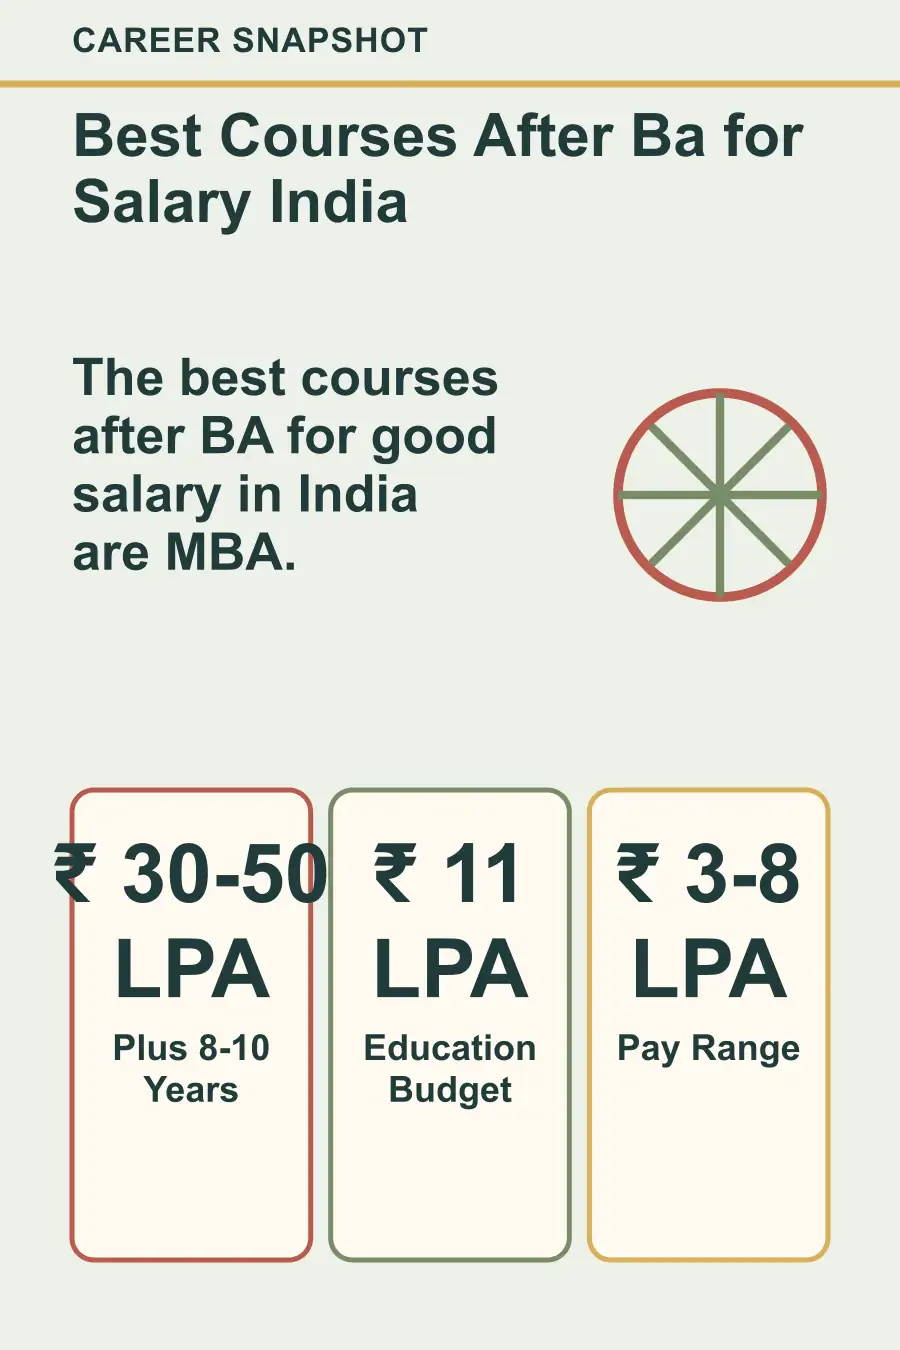 CAREER SNAPSHOT
Best Courses After Ba for
Salary India
The best courses
after BA for good
salary in India
are MBA.
₹ 30-50
LPA
Plus 8-10
Years
₹ 11
LPA
Education
Budget
₹ 3-8
LPA
Pay Range